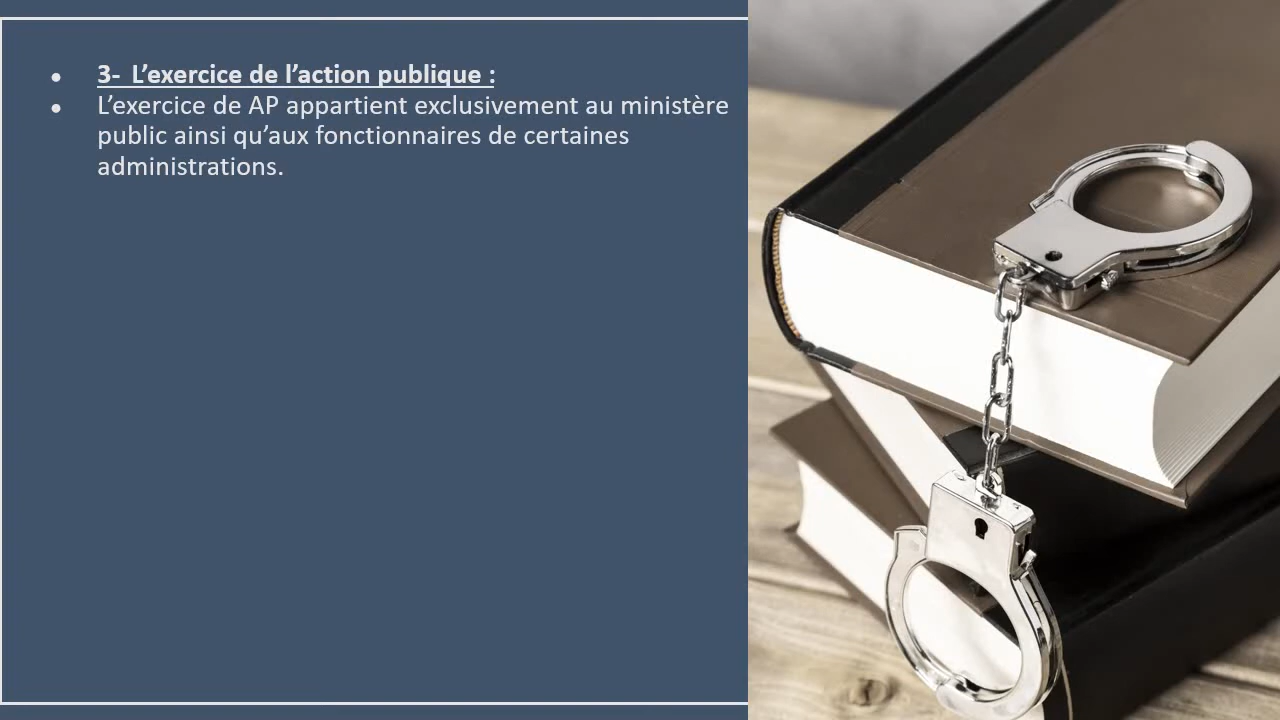 • 3- L’exercice de l’action publique :
• L’exercice de AP appartient exclusivement au ministère
public ainsi qu’aux fonctionnaires de certaines
administrations.